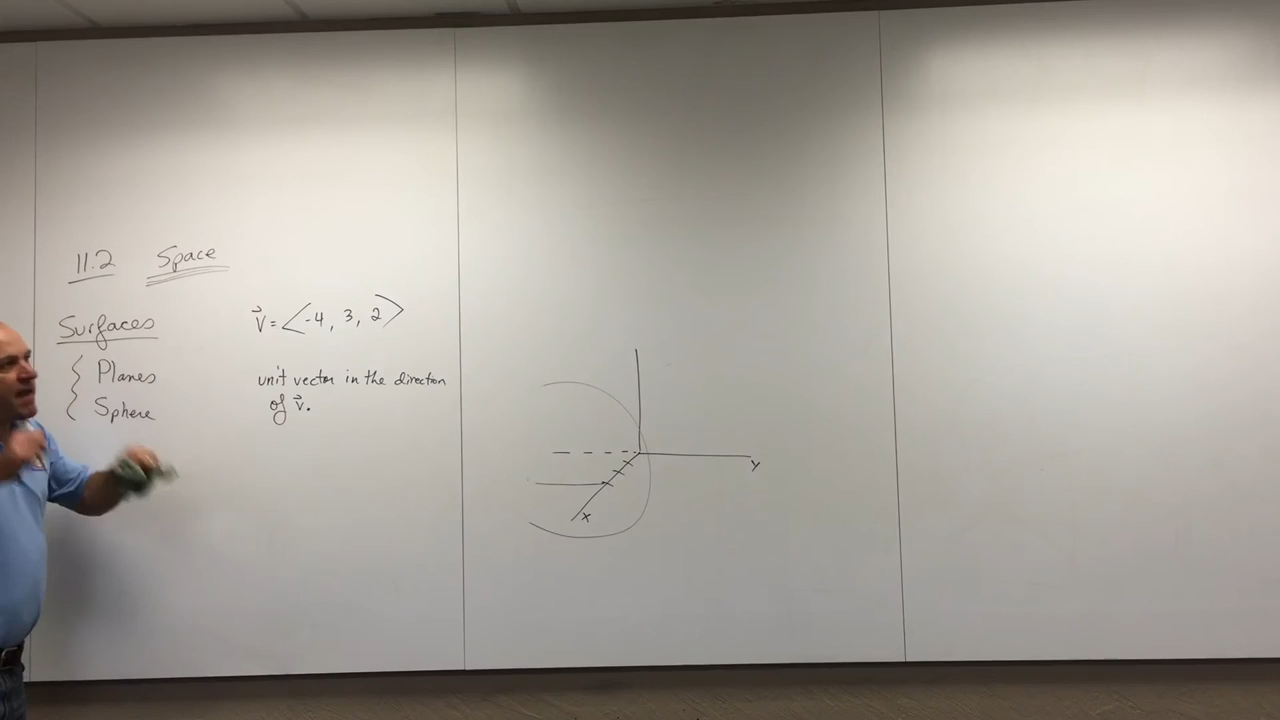 11.2 Space
Surfaces
Planes
Sphere
v⃗ = <-4, 3, 2>
unit vector in the direction
of v⃗.
y
x